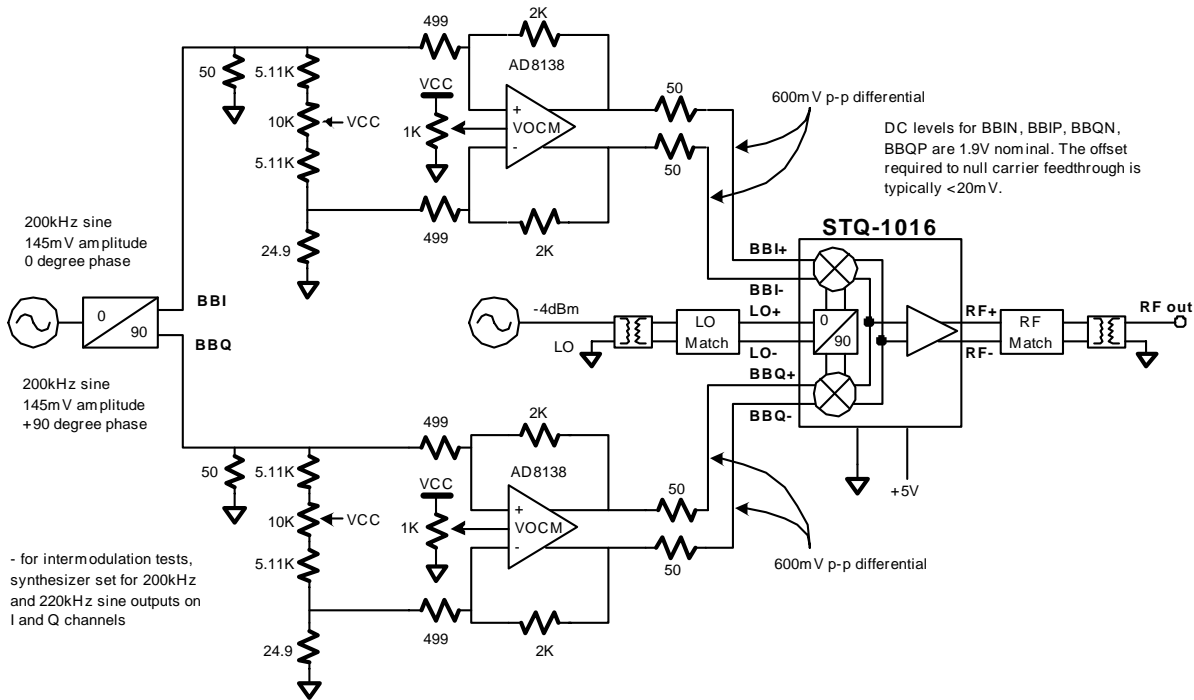 499
2K
50
5.11K
AD8138
VCC
10K
VCC
1K
+
VOCM
-
50
600mV p-p differential
5.11K
50
DC levels for BBIN, BBIP, BBQN,
BBQP are 1.9V nominal. The offset
required to null carrier feedthrough is
typically <20mV.
499
2K
24.9
200kHz sine
145mV amplitude
0 degree phase
STQ-1016
BBI+
BBI-
BBI
0
90
BBQ
-4dBm
LO
LO
Match
LO+
LO-
0
90
RF+
RF-
RF
Match
RF out
BBQ+
BBQ-
200kHz sine
145mV amplitude
+90 degree phase
499
2K
50
5.11K
AD8138
VCC
10K
VCC
1K
+
VOCM
-
50
+5V
5.11K
50
600mV p-p differential
- for intermodulation tests,
synthesizer set for 200kHz
and 220kHz sine outputs on
I and Q channels
499
2K
24.9